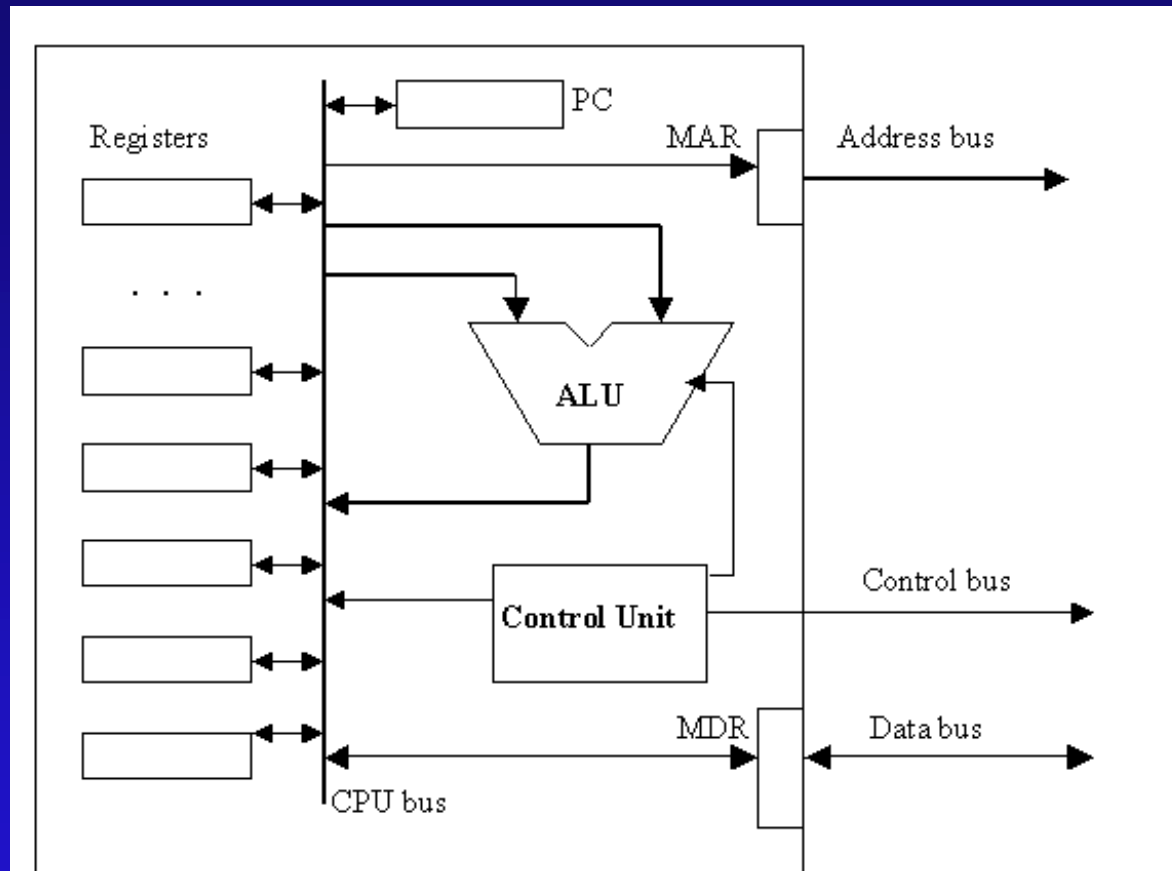 PC
Registers
MAR
Address bus
. . .
ALU
Control bus
Control Unit
MDR
Data bus
CPU bus